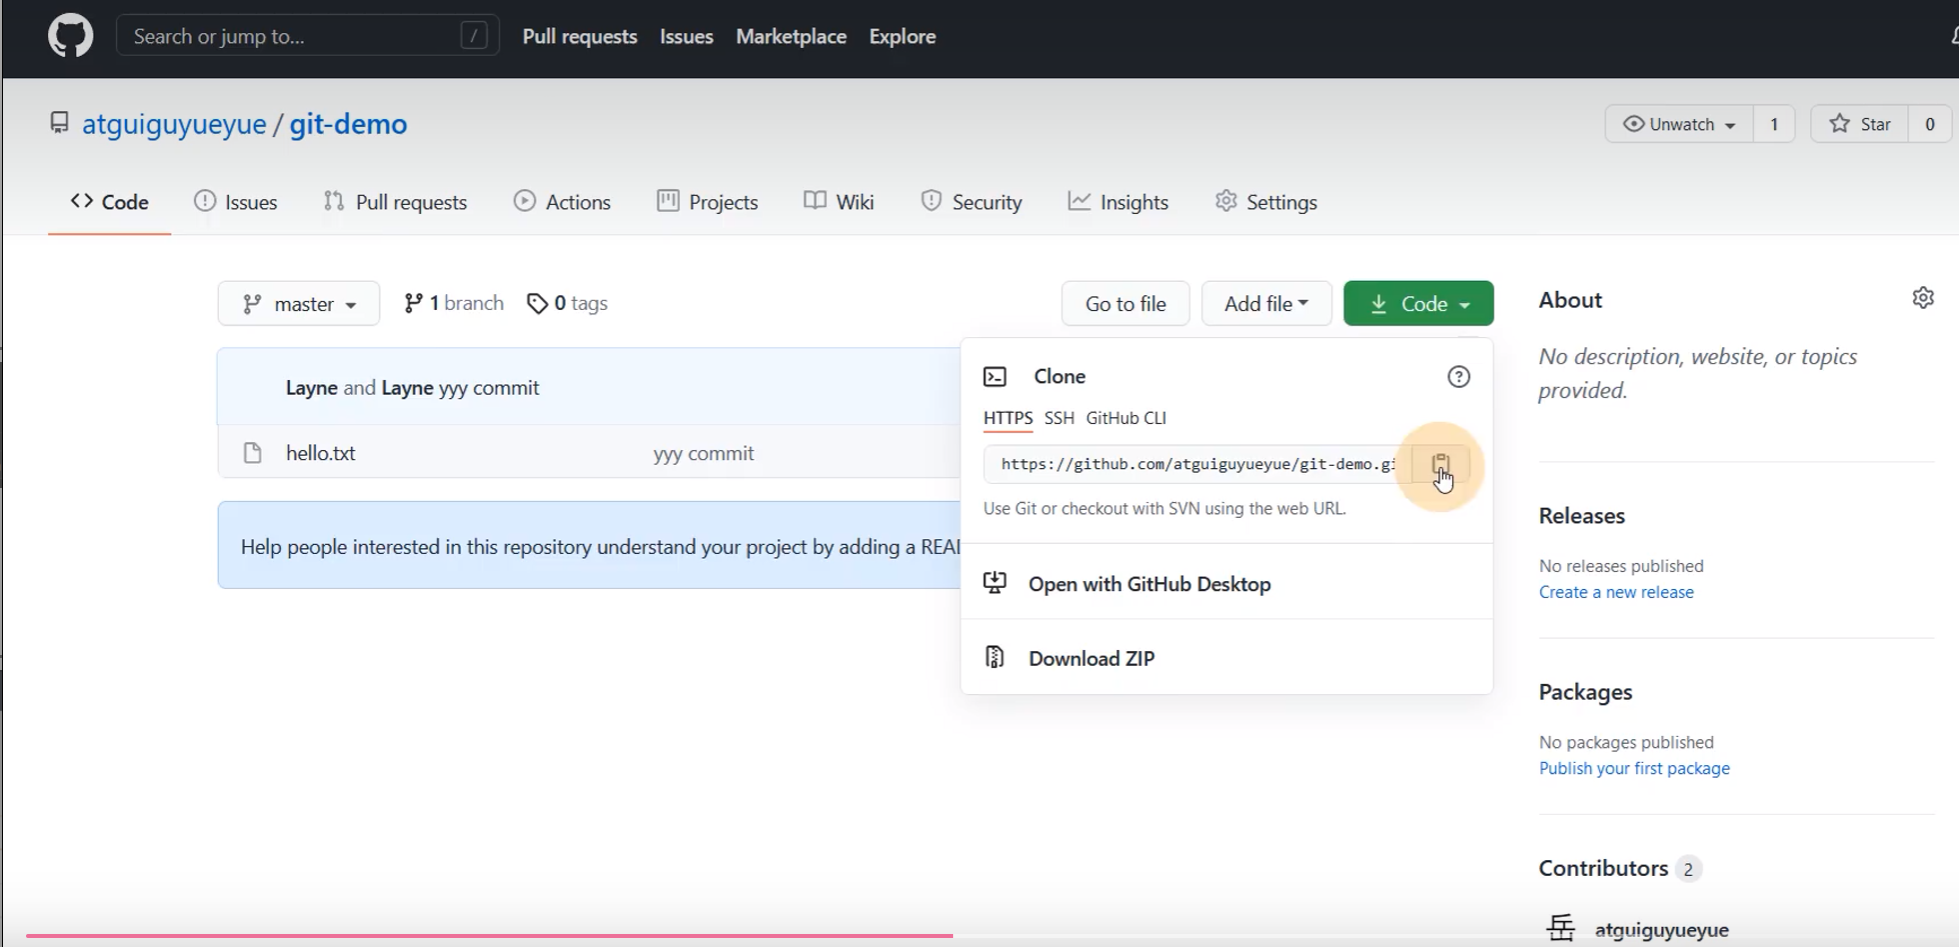 Search or jump to... /
Pull requests Issues Marketplace Explore
atguiguyueyue / git-demo
Unwatch 1 Star 0
Code Issues Pull requests Actions Projects Wiki Security Insights Settings
master 1 branch 0 tags
Go to file Add file Code
Layne and Layne yyy commit
hello.txt yyy commit
Help people interested in this repository understand your project by adding a REA
Clone
HTTPS SSH GitHub CLI
https://github.com/atguiguyueyue/git-demo.gi
Use Git or checkout with SVN using the web URL.
Open with GitHub Desktop
Download ZIP
About
No description, website, or topics
provided.
Releases
No releases published
Create a new release
Packages
No packages published
Publish your first package
Contributors 2
岳 atguiguyueyue